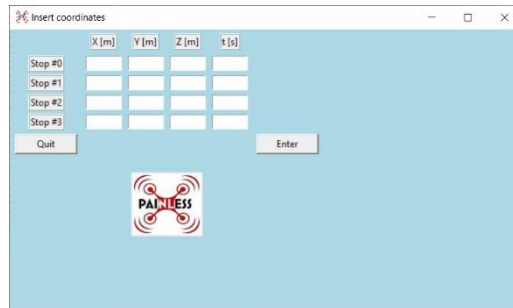 Insert coordinates
X [m] Y [m] Z [m] t [s]
Stop #0
Stop #1
Stop #2
Stop #3
Quit Enter
PAINLESS